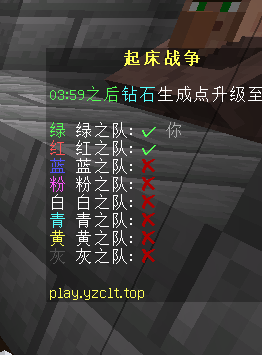 起床战争
03:59之后钻石生成点升级至
绿 绿之队: ✓ 你
红 红之队: ✓
蓝 蓝之队: ✗
粉 粉之队: ✗
白 白之队: ✗
青 青之队: ✗
黄 黄之队: ✗
灰 灰之队: ✗
play.yzclt.top